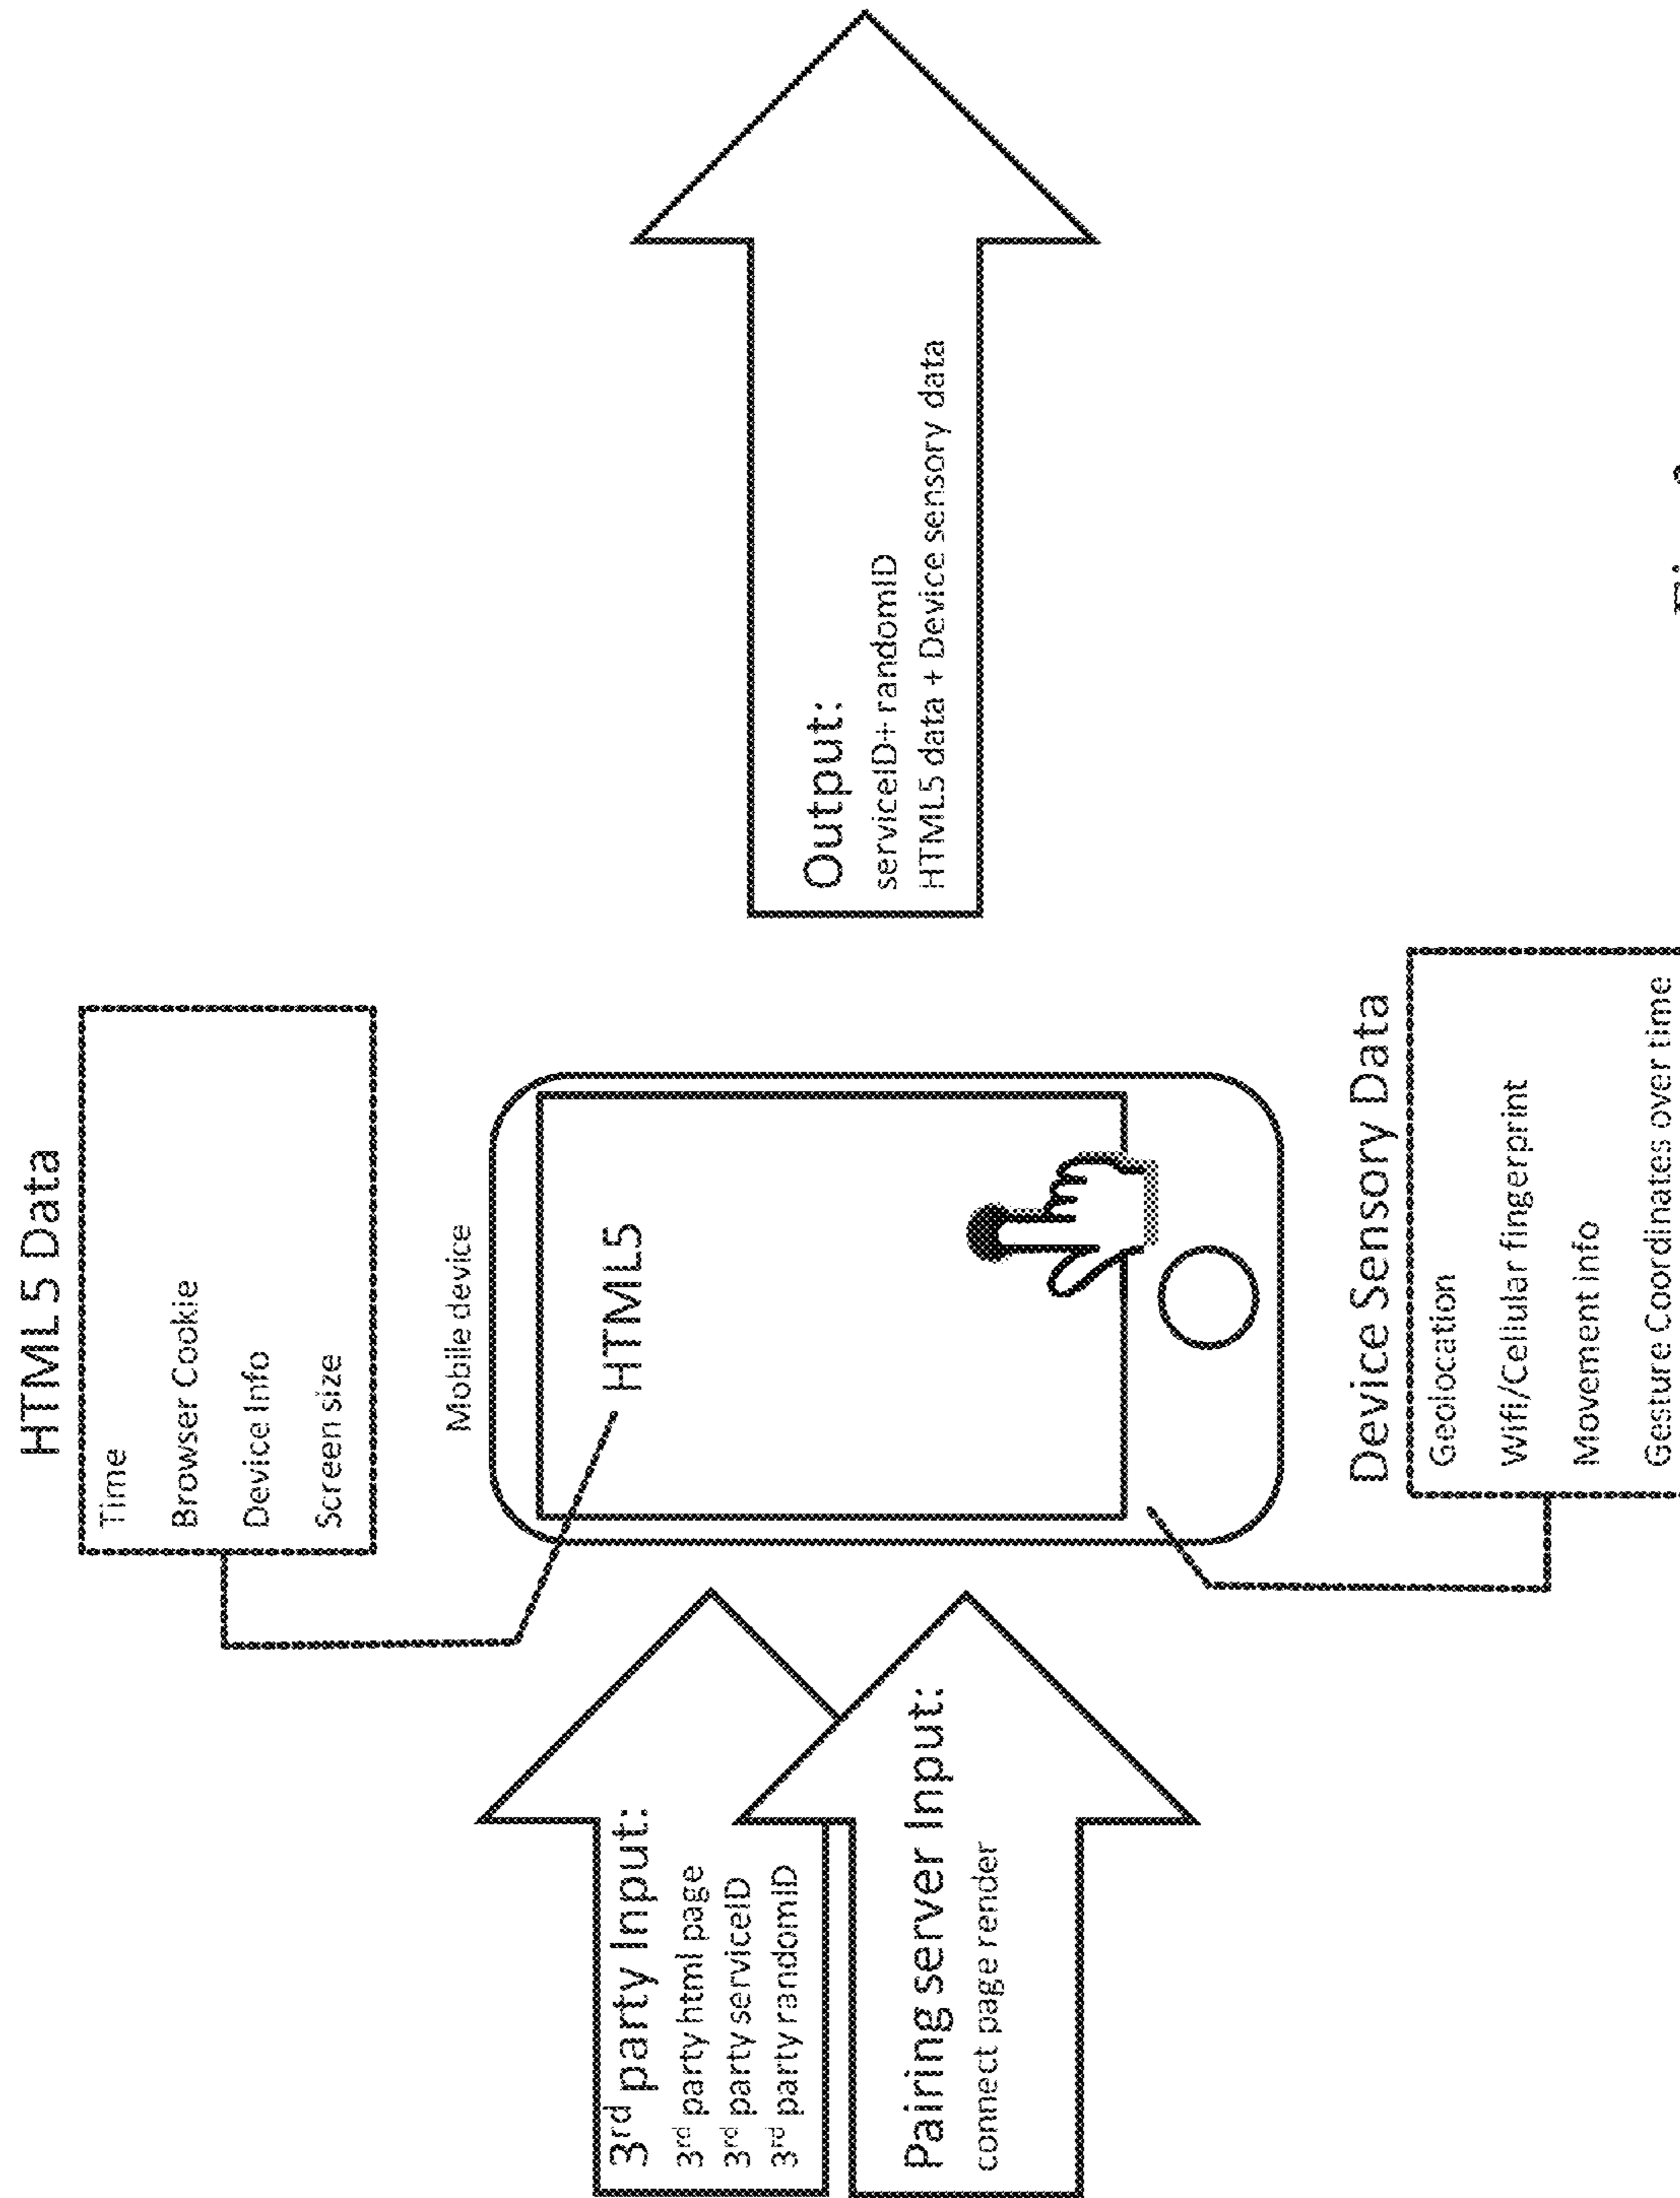 HTML5 Data
Time
Browser Cookie
Device Info
Screen size
Mobile device
HTML5
3rd party Input:
3rd party html page
3rd party serviceID
3rd party randomID
Pairing server Input:
connect page render
Output:
serviceID+ randomID
HTML5 data + Device sensory data
Device Sensory Data
Geolocation
Wifi/Cellular fingerprint
Movement info
Gesture Coordinates over time